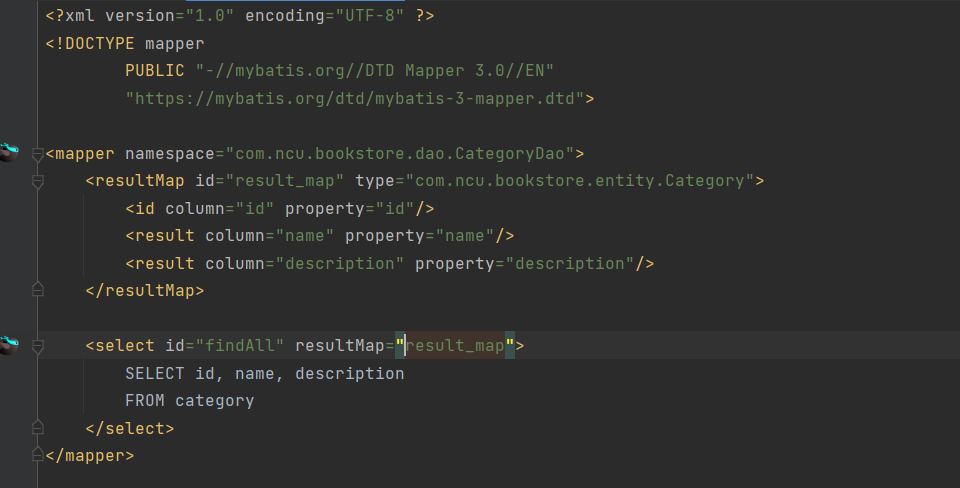 <?xml version="1.0" encoding="UTF-8" ?>
<!DOCTYPE mapper
        PUBLIC "-//mybatis.org//DTD Mapper 3.0//EN"
        "https://mybatis.org/dtd/mybatis-3-mapper.dtd">

<mapper namespace="com.ncu.bookstore.dao.CategoryDao">
    <resultMap id="result_map" type="com.ncu.bookstore.entity.Category">
        <id column="id" property="id"/>
        <result column="name" property="name"/>
        <result column="description" property="description"/>
    </resultMap>

    <select id="findAll" resultMap="result_map">
        SELECT id, name, description
        FROM category
    </select>
</mapper>